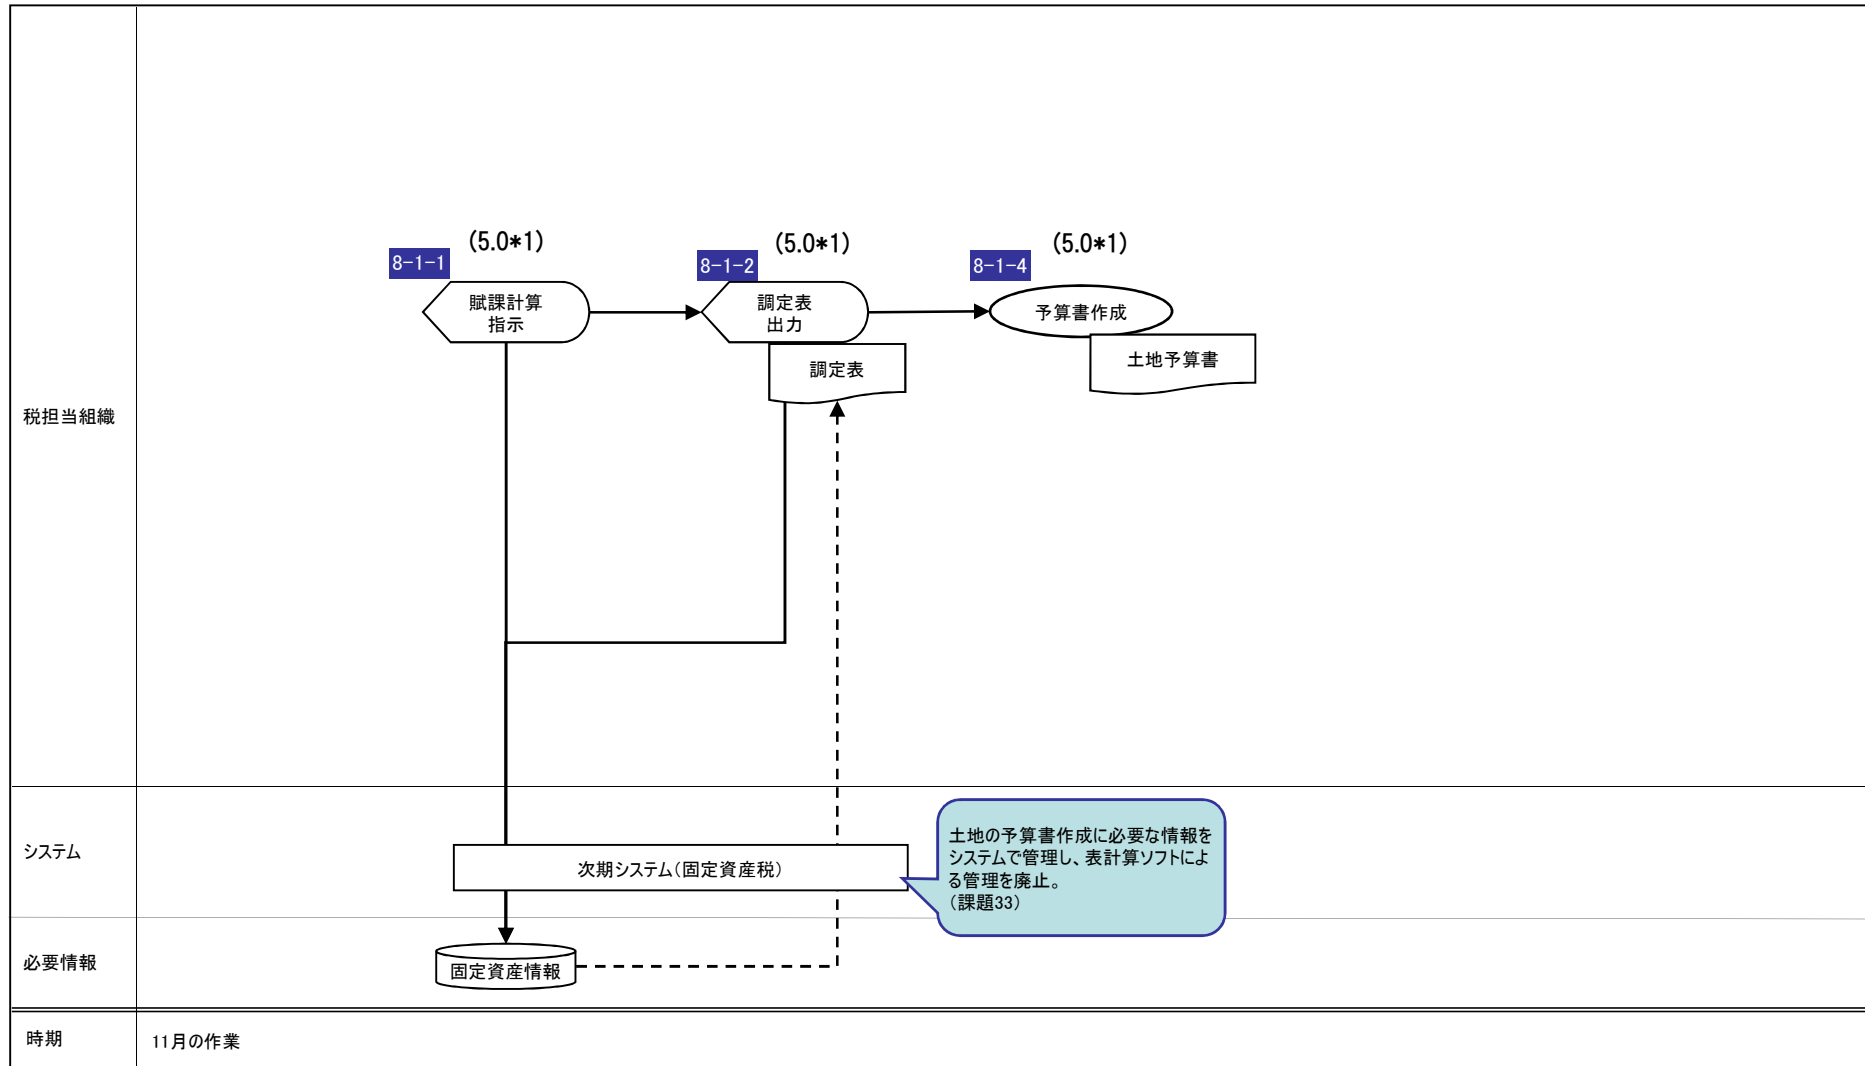 税担当組織
8-1-1
(5.0*1)
賦課計算
指示
8-1-2
(5.0*1)
調定表
出力
調定表
8-1-4
(5.0*1)
予算書作成
土地予算書
システム
次期システム(固定資産税)
土地の予算書作成に必要な情報を
システムで管理し、表計算ソフトによ
る管理を廃止。
(課題33)
必要情報
固定資産情報
時期
11月の作業